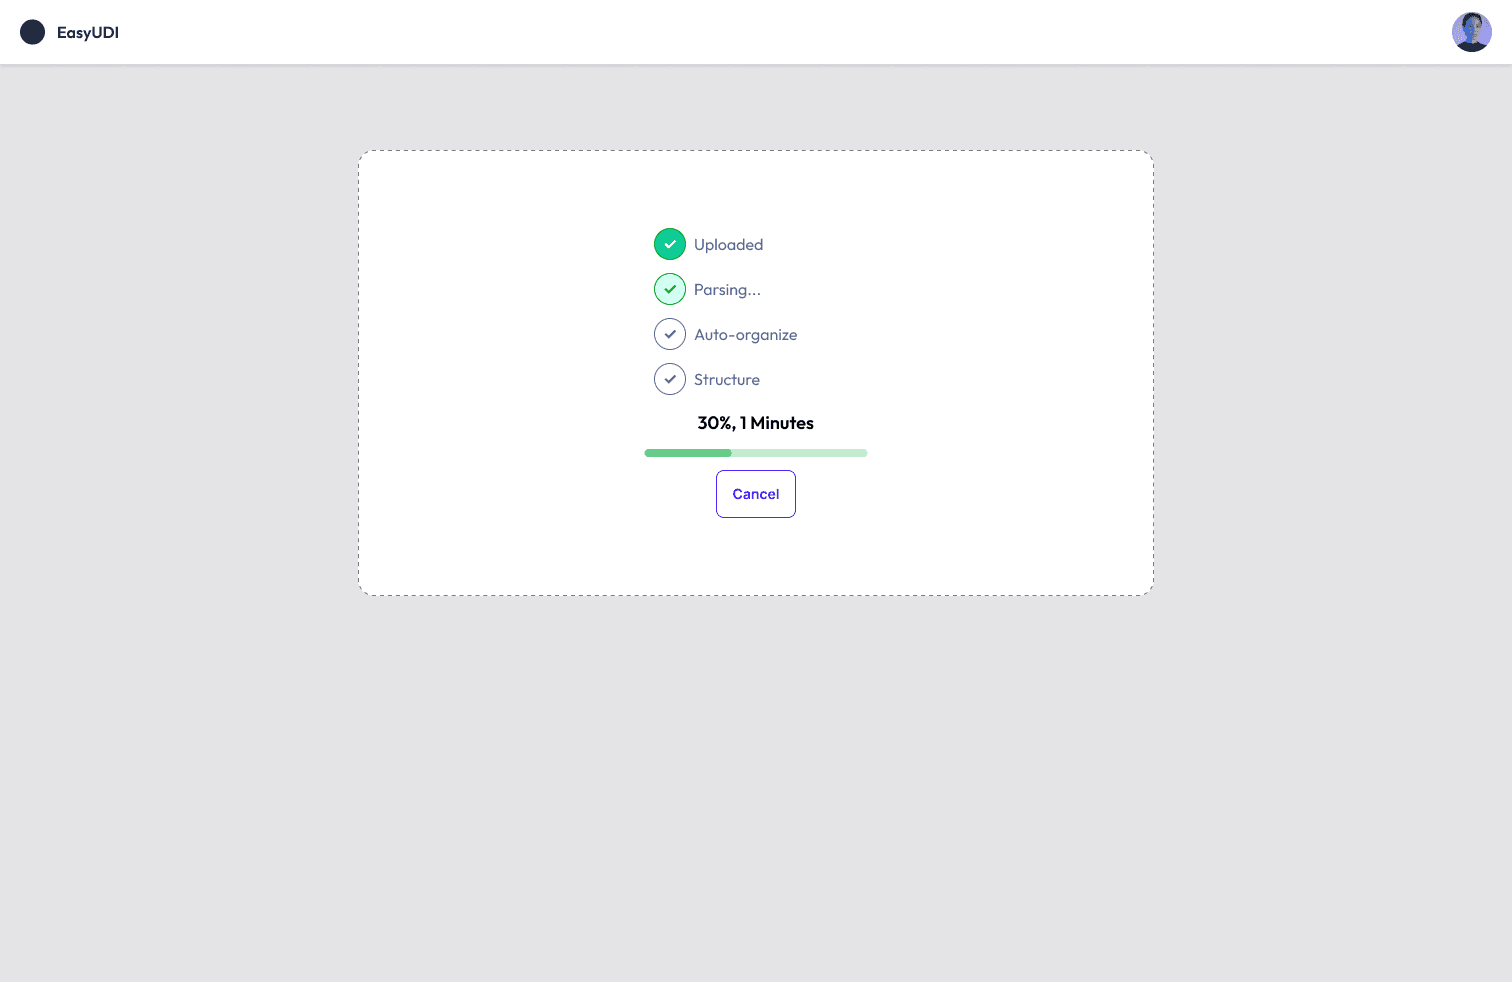 EasyUDI
Uploaded
Parsing...
Auto-organize
Structure
30%, 1 Minutes
Cancel